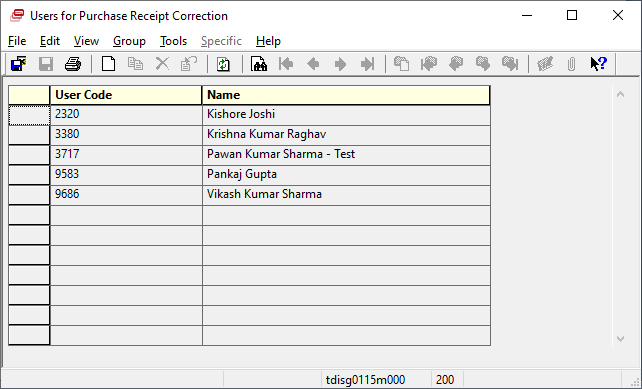 Users for Purchase Receipt Correction
File Edit View Group Tools Specific Help
User Code Name
2320 Kishore Joshi
3380 Krishna Kumar Raghav
3717 Pawan Kumar Sharma - Test
9583 Pankaj Gupta
9686 Vikash Kumar Sharma
tdisg0115m000 200